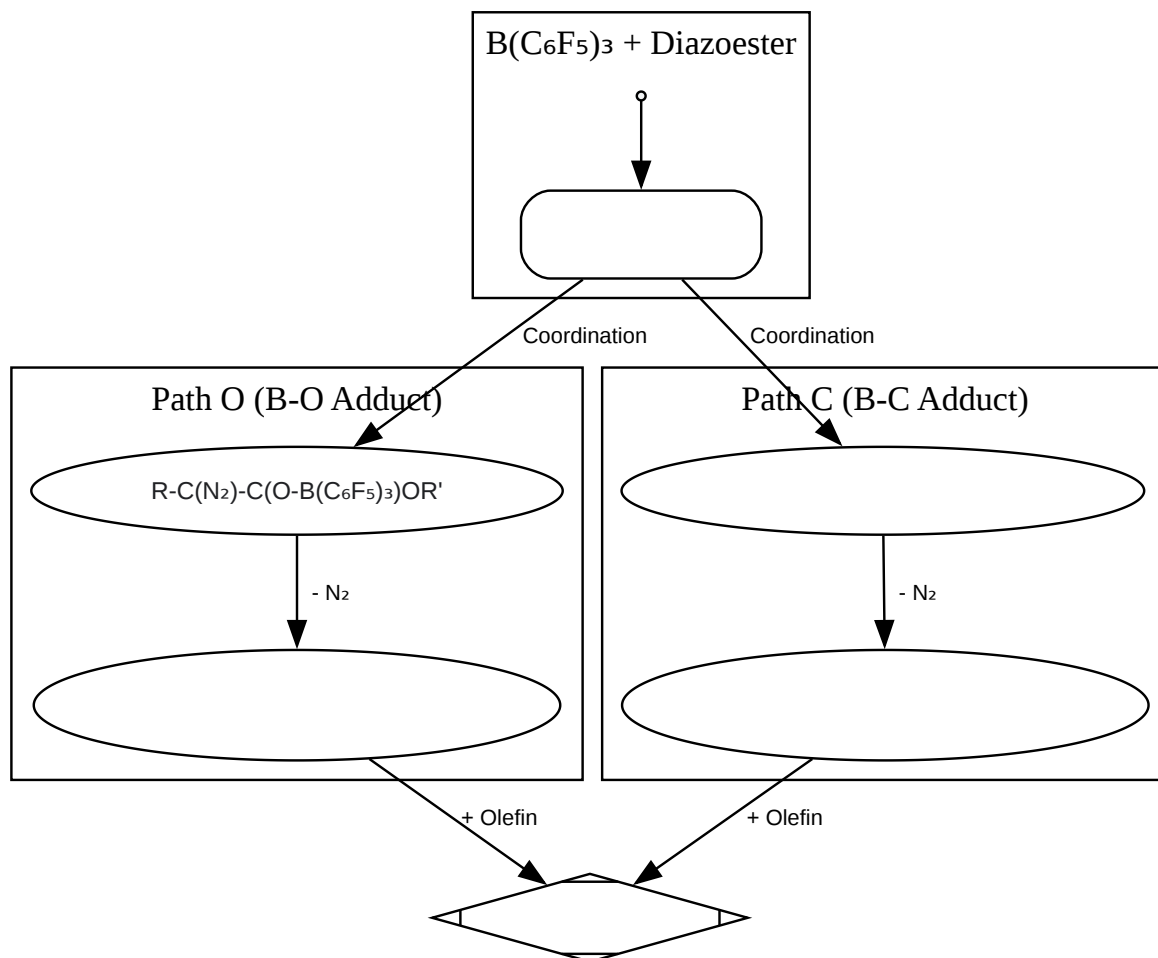 B(C₆F₅)₃ + Diazoester
Coordination
Coordination
Path O (B-O Adduct)
Path C (B-C Adduct)
R-C(N₂)-C(O-B(C₆F₅)₃)OR'
- N₂
- N₂
+ Olefin
+ Olefin